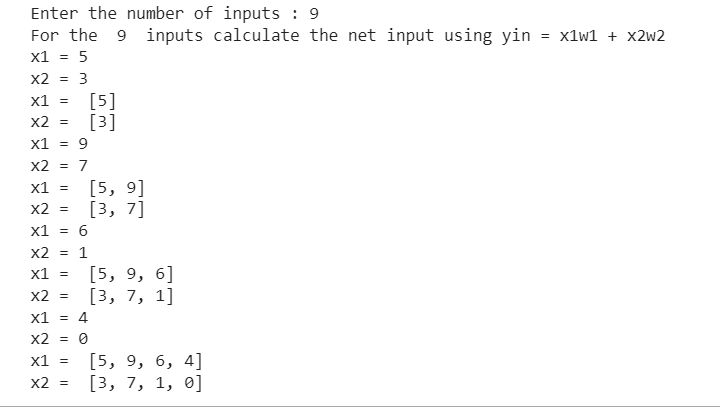 Enter the number of inputs : 9
For the  9  inputs calculate the net input using yin = x1w1 + x2w2
x1 = 5
x2 = 3
x1 =  [5]
x2 =  [3]
x1 = 9
x2 = 7
x1 =  [5, 9]
x2 =  [3, 7]
x1 = 6
x2 = 1
x1 =  [5, 9, 6]
x2 =  [3, 7, 1]
x1 = 4
x2 = 0
x1 =  [5, 9, 6, 4]
x2 =  [3, 7, 1, 0]